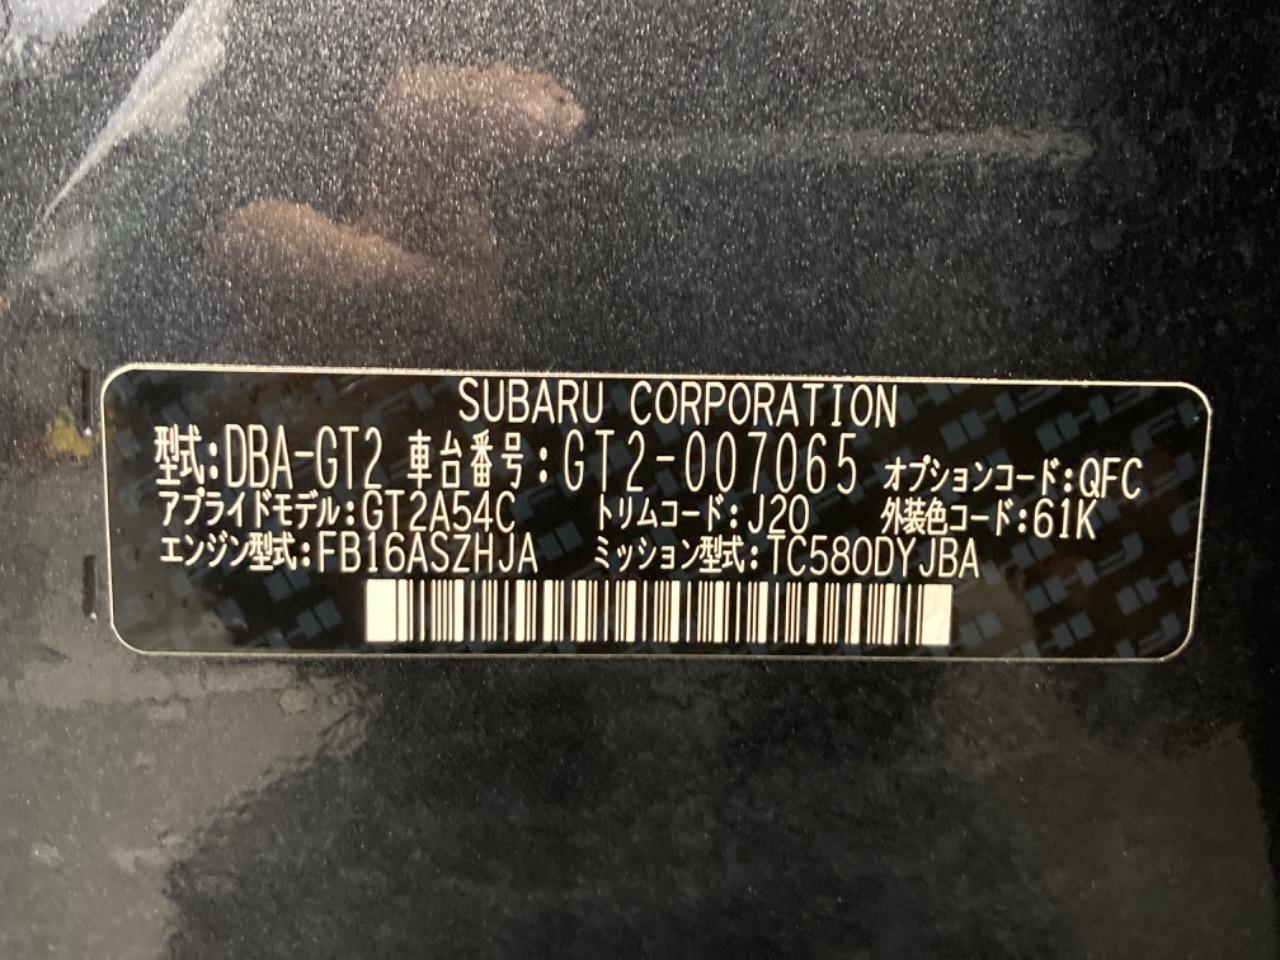 SUBARU CORPORATION
型式:DBA-GT2 車台番号:GT2-007065 オプションコード:QFC
アプライドモデル:GT2A54C トリムコード:J20 外装色コード:61K
エンジン型式:FB16ASZHJA ミッション型式:TC580DYJBA